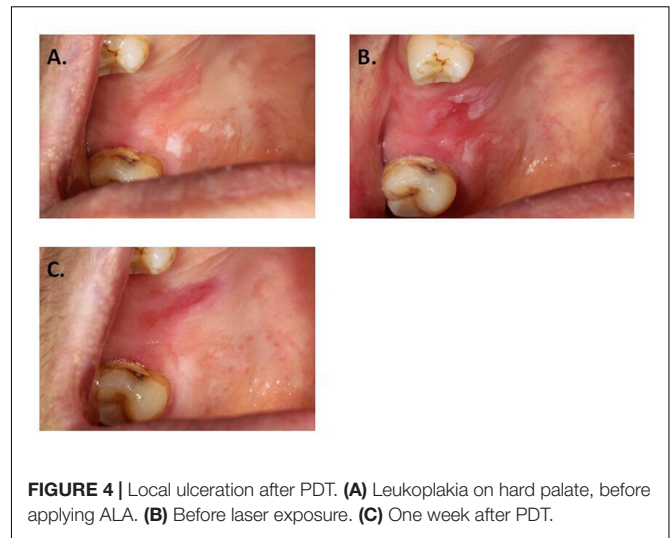 A.
B.
C.
FIGURE 4 | Local ulceration after PDT. (A) Leukoplakia on hard palate, before
applying ALA. (B) Before laser exposure. (C) One week after PDT.